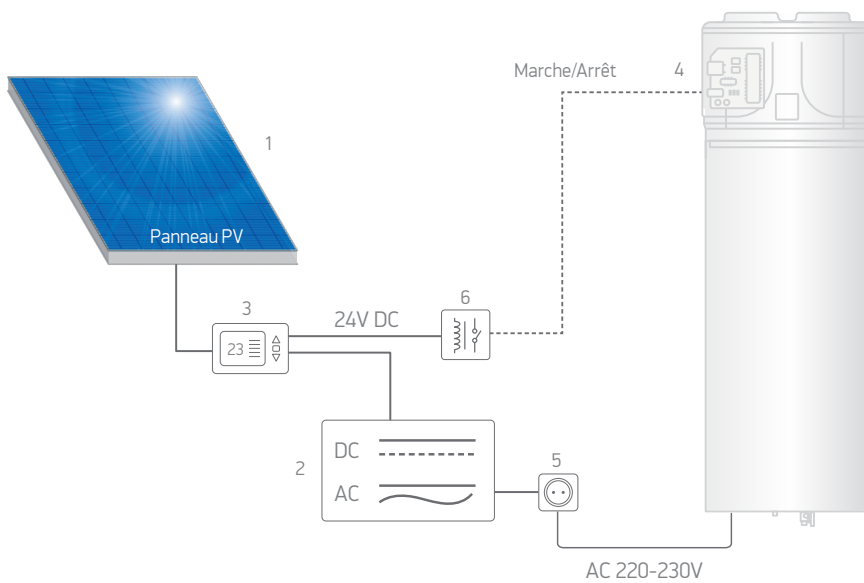 Marche/Arrêt 4
1
Panneau PV
3
6
24V DC
23
DC
2
5
AC
AC 220-230V